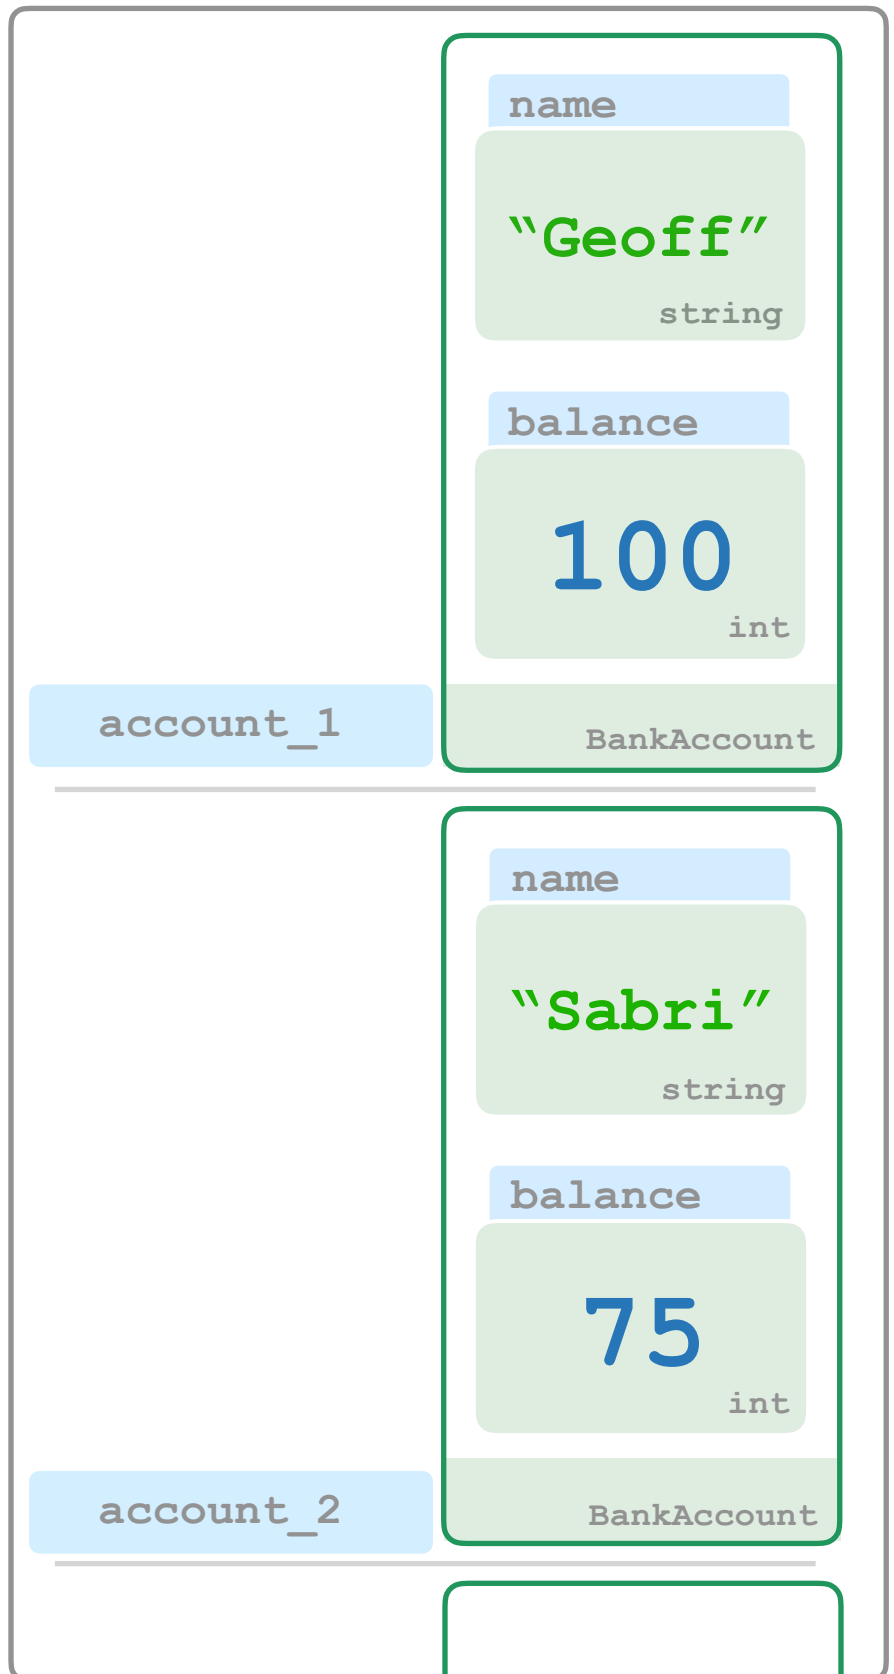 name
“Geoff”
string
balance
100
int
account_1
BankAccount
name
“Sabri”
string
balance
75
int
account_2
BankAccount